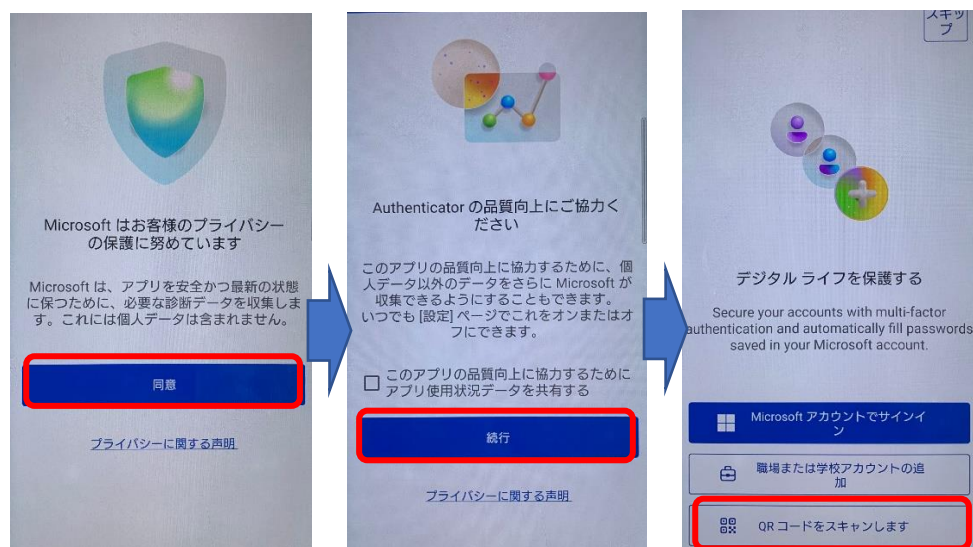 Microsoft はお客様のプライバシー
の保護に努めています
Microsoft は、アプリを安全かつ最新の状態
に保つために、必要な診断データを収集しま
す。これには個人データは含まれません。
同意
プライバシーに関する声明
Authenticator の品質向上にご協力く
ださい
このアプリの品質向上に協力するために、個
人データ以外のデータをさらに Microsoft が
収集できるようにすることもできます。
いつでも [設定] ページでこれをオンまたはオ
フにできます。
このアプリの品質向上に協力するために
アプリ使用状況データを共有する
続行
プライバシーに関する声明
スキッ
プ
デジタル ライフを保護する
Secure your accounts with multi-factor
authentication and automatically fill passwords
saved in your Microsoft account.
Microsoft アカウントでサインイ
ン
職場または学校アカウントの追
加
QR コードをスキャンします